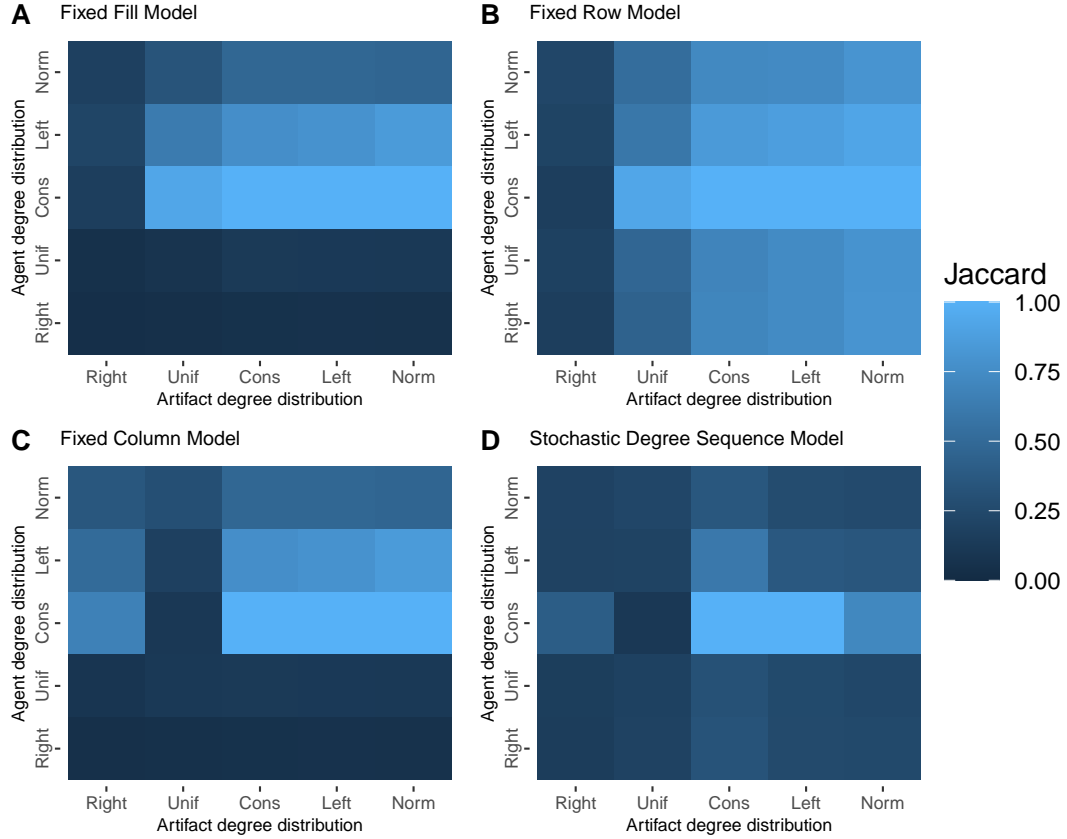 A Fixed Fill Model
Agent degree distribution
Norm
Left
Cons
Unif
Right
Right Unif Cons Left Norm
Artifact degree distribution
B Fixed Row Model
Agent degree distribution
Norm
Left
Cons
Unif
Right
Right Unif Cons Left Norm
Artifact degree distribution
C Fixed Column Model
Agent degree distribution
Norm
Left
Cons
Unif
Right
Right Unif Cons Left Norm
Artifact degree distribution
D Stochastic Degree Sequence Model
Agent degree distribution
Norm
Left
Cons
Unif
Right
Right Unif Cons Left Norm
Artifact degree distribution
Jaccard
1.00
0.75
0.50
0.25
0.00